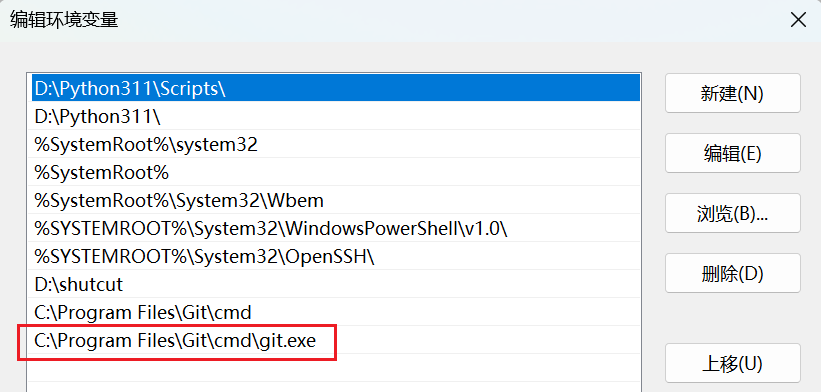 编辑环境变量
D:\Python311\Scripts\
新建(N)
D:\Python311\
%SystemRoot%\system32
编辑(E)
%SystemRoot%
%SystemRoot%\System32\Wbem
浏览(B)...
%SYSTEMROOT%\System32\WindowsPowerShell\v1.0\
%SYSTEMROOT%\System32\OpenSSH\
删除(D)
D:\shutcut
C:\Program Files\Git\cmd
C:\Program Files\Git\cmd\git.exe
上移(U)